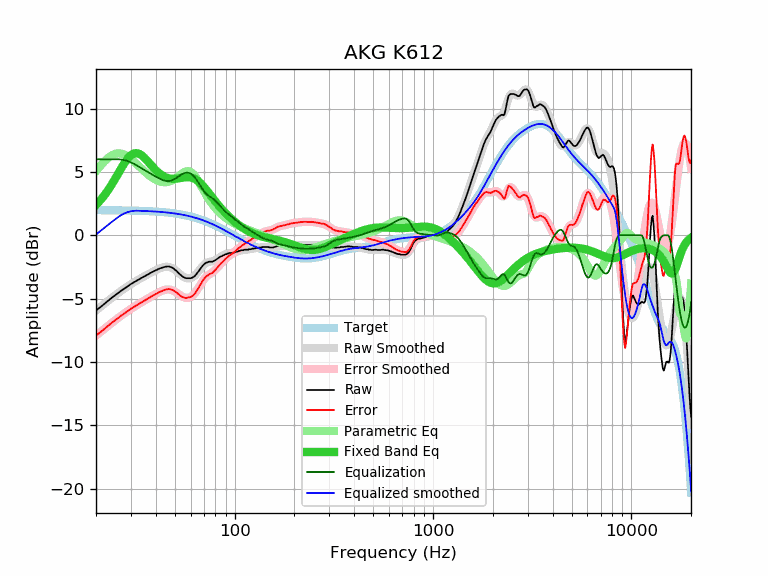 AKG K612
Amplitude (dBr)
10
5
0
−5
−10
−15
−20
Target
Raw Smoothed
Error Smoothed
Raw
Error
Parametric Eq
Fixed Band Eq
Equalization
Equalized smoothed
100
1000
10000
Frequency (Hz)